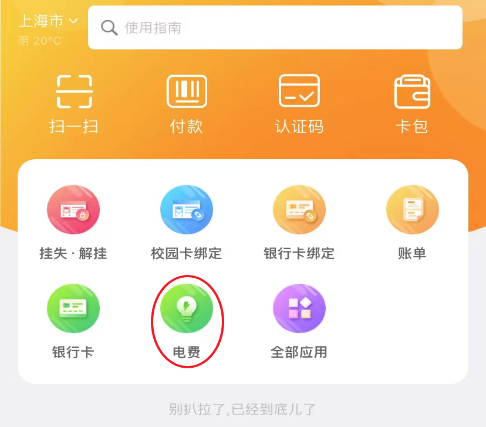 上海市
使用指南
阴 20°C
扫一扫
付款
认证码
卡包
挂失·解挂
校园卡绑定
银行卡绑定
账单
银行卡
电费
全部应用
别扒拉了,已经到底儿了